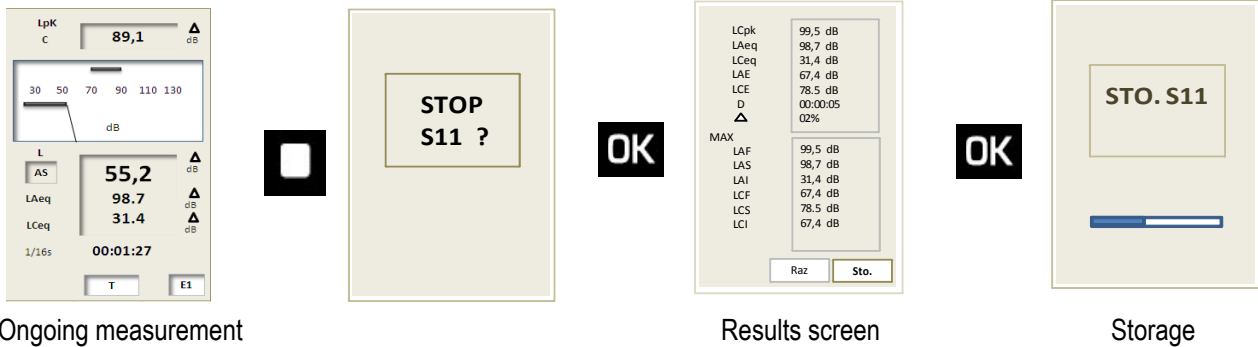 LpK
C 89,1 Δ dB
30 50 70 90 110 130
dB
L
AS 55,2 Δ dB
LAeq 98.7 Δ dB
LCeq 31.4 Δ dB
1/16s 00:01:27
T E1
STOP
S11 ?
OK
LCpk 99,5 dB
LAeq 98,7 dB
LCeq 31,4 dB
LAE 67,4 dB
LCE 78.5 dB
D 00:00:05
Δ 02%
MAX
LAF 99,5 dB
LAS 98,7 dB
LAI 31,4 dB
LCF 67,4 dB
LCS 78.5 dB
LCI 67,4 dB
Raz Sto.
OK
STO. S11
Ongoing measurement
Results screen
Storage